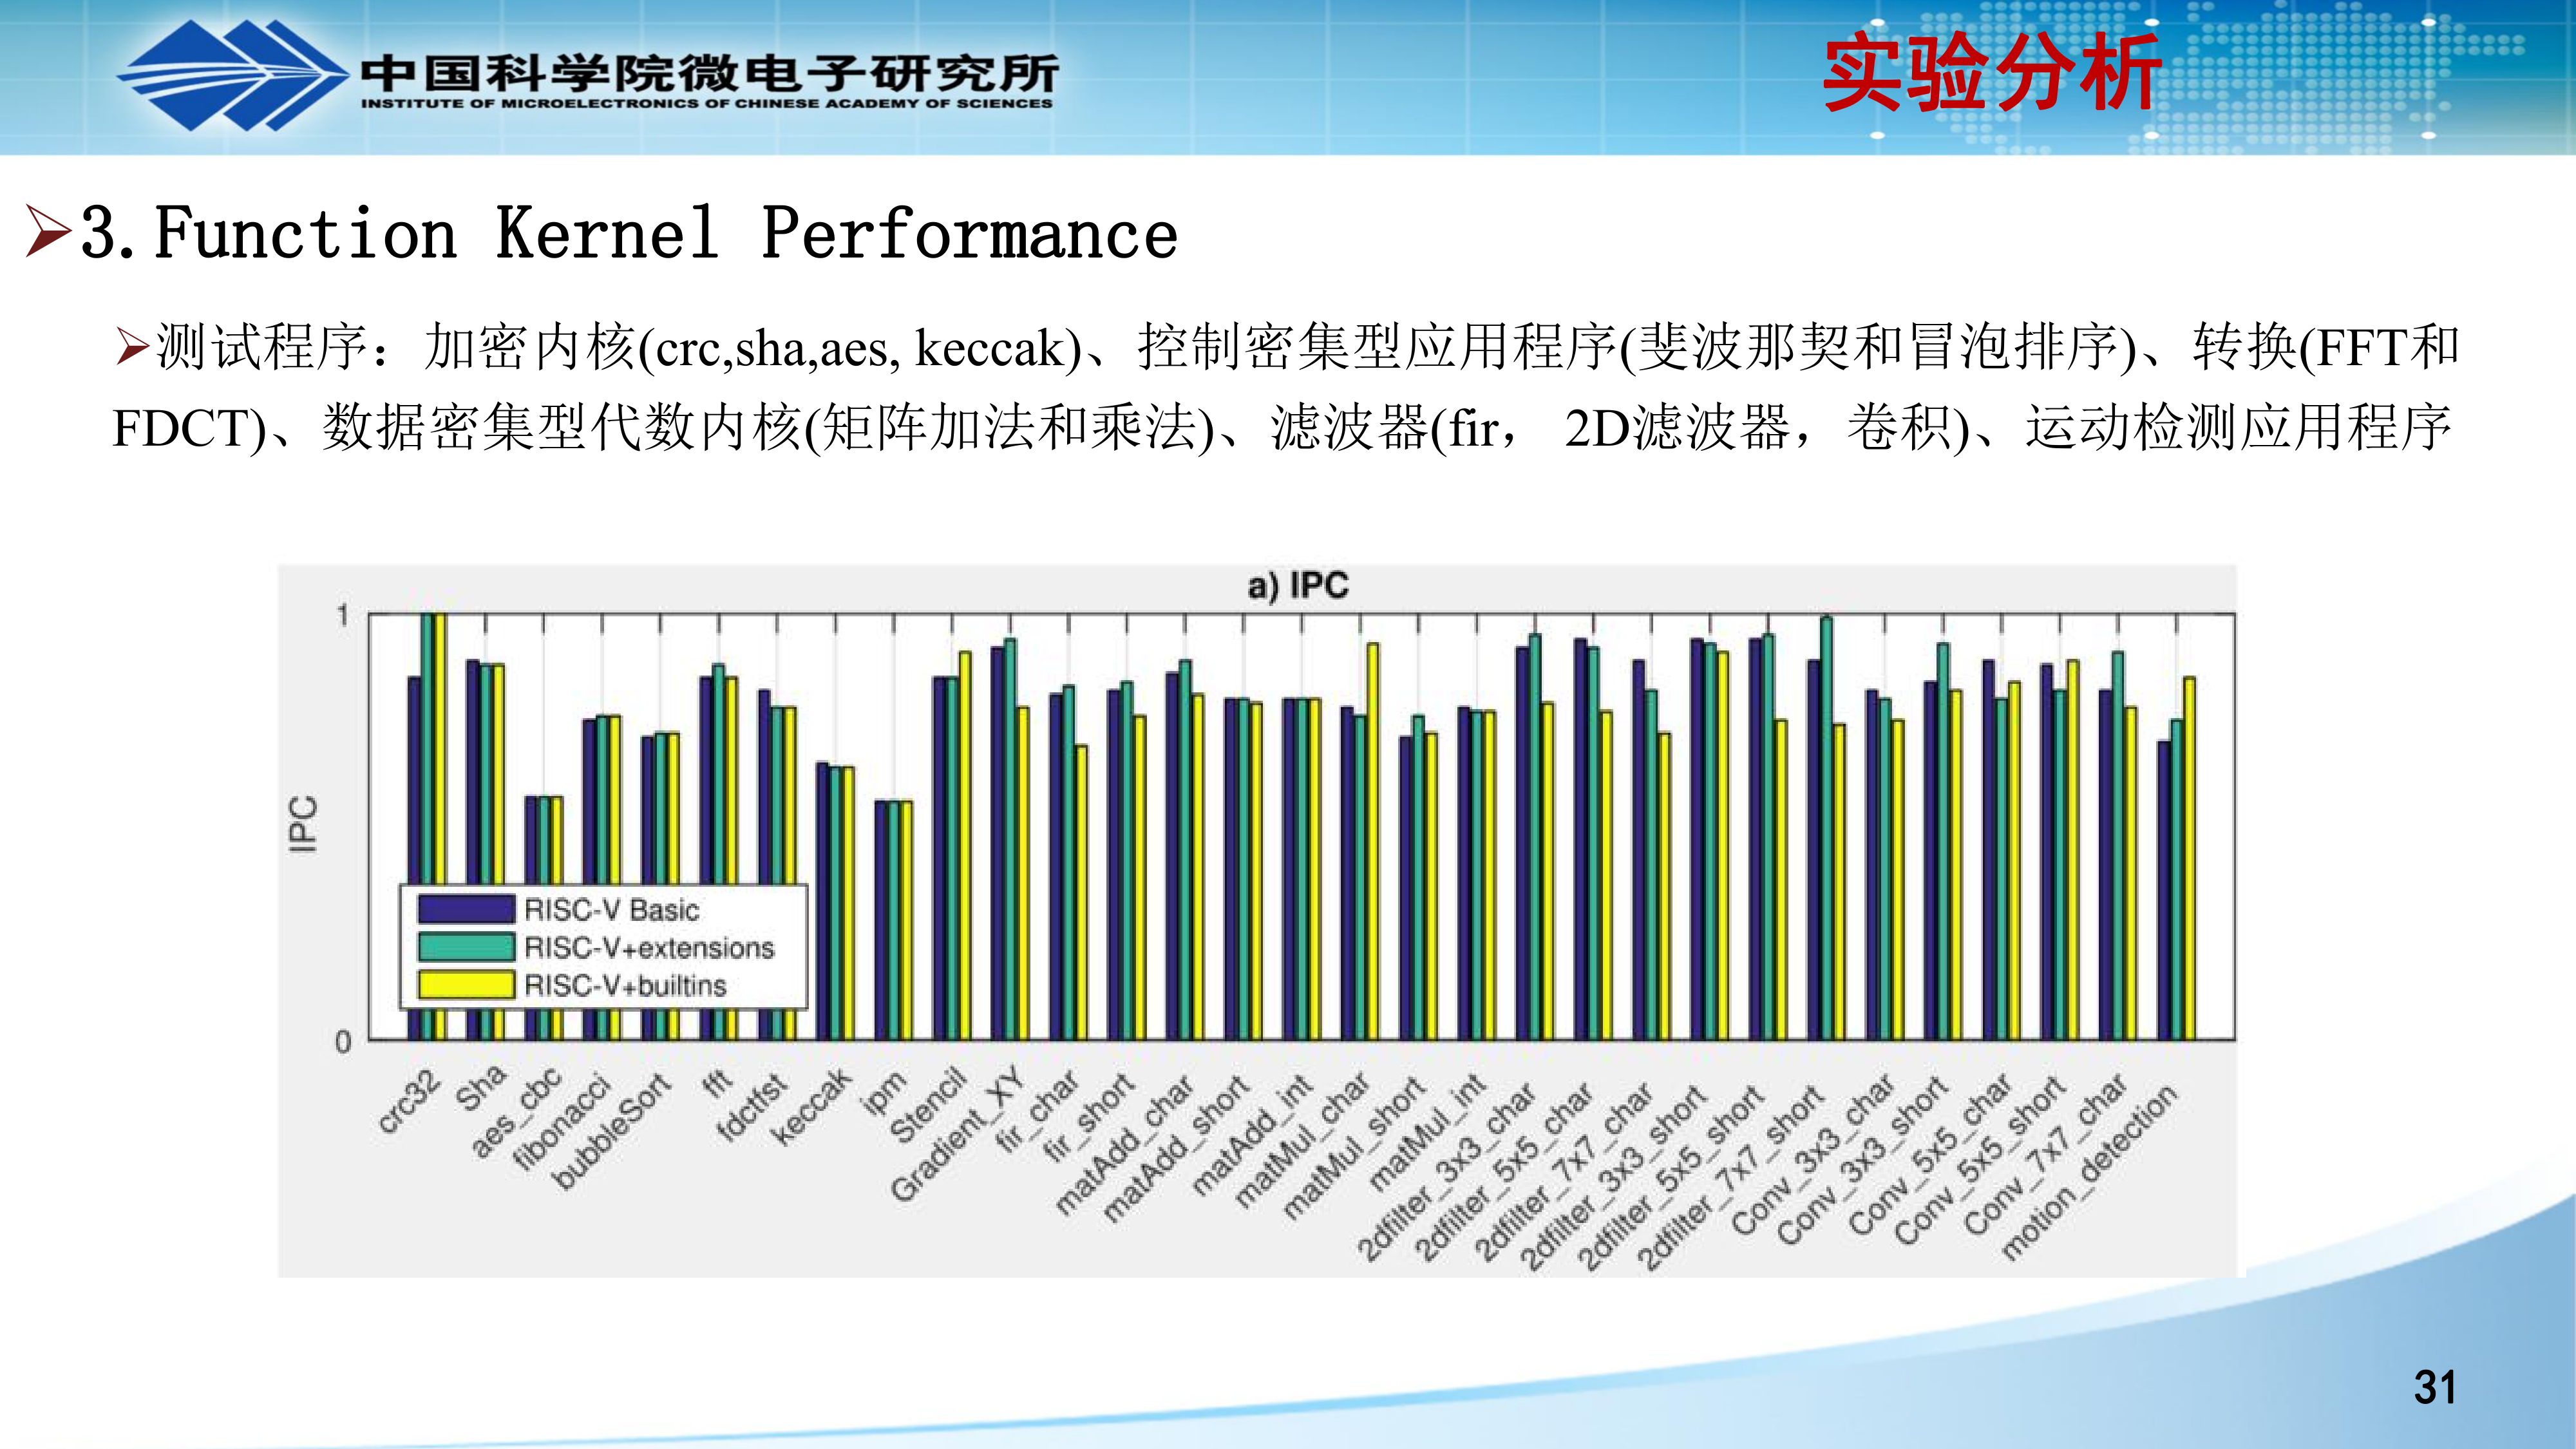 中国科学院微电子研究所
INSTITUTE OF MICROELECTRONICS OF CHINESE ACADEMY OF SCIENCES
实验分析
3.Function Kernel Performance
测试程序：加密内核(crc,sha,aes, keccak)、控制密集型应用程序(斐波那契和冒泡排序)、转换(FFT和
FDCT)、数据密集型代数内核(矩阵加法和乘法)、滤波器(fir， 2D滤波器，卷积)、运动检测应用程序
a) IPC
1
IPC
RISC-V Basic
RISC-V+extensions
RISC-V+builtins
0
crc32
Sha
aes_cbc
fibonacci
bubbleSort
fft
fdctfst
keccak
ipm
Stencil
Gradient_XY
fir_char
fir_short
matAdd_char
matAdd_short
matAdd_int
matMul_char
matMul_short
matMul_int
2dfilter_3x3_char
2dfilter_5x5_char
2dfilter_7x7_char
2dfilter_3x3_short
2dfilter_5x5_short
2dfilter_7x7_short
Conv_3x3_char
Conv_3x3_short
Conv_5x5_char
Conv_5x5_short
Conv_7x7_char
motion_detection
31